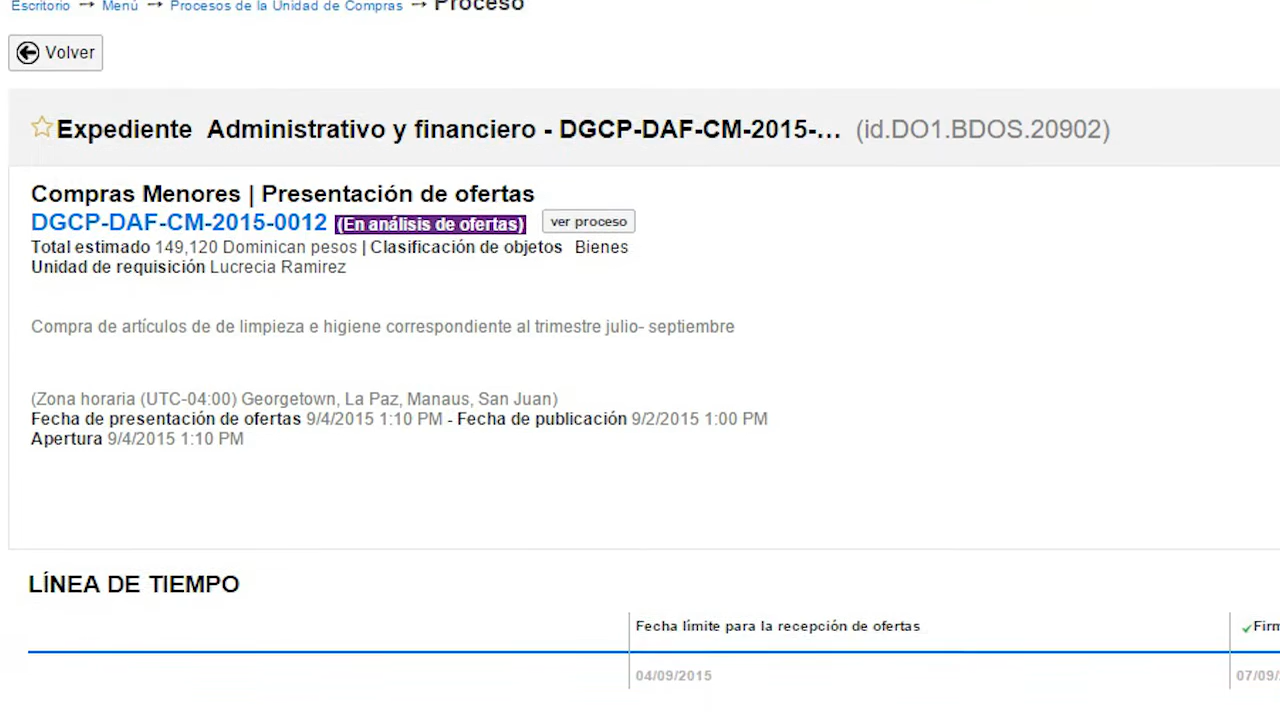 Escritorio → Menú → Procesos de la Unidad de Compras → Proceso
Volver
Expediente Administrativo y financiero - DGCP-DAF-CM-2015-... (id.DO1.BDOS.20902)
Compras Menores | Presentación de ofertas
DGCP-DAF-CM-2015-0012 (En análisis de ofertas) ver proceso
Total estimado 149,120 Dominican pesos | Clasificación de objetos Bienes
Unidad de requisición Lucrecia Ramirez
Compra de artículos de de limpieza e higiene correspondiente al trimestre julio- septiembre
(Zona horaria (UTC-04:00) Georgetown, La Paz, Manaus, San Juan)
Fecha de presentación de ofertas 9/4/2015 1:10 PM - Fecha de publicación 9/2/2015 1:00 PM
Apertura 9/4/2015 1:10 PM
LÍNEA DE TIEMPO
Fecha límite para la recepción de ofertas
04/09/2015
07/09/